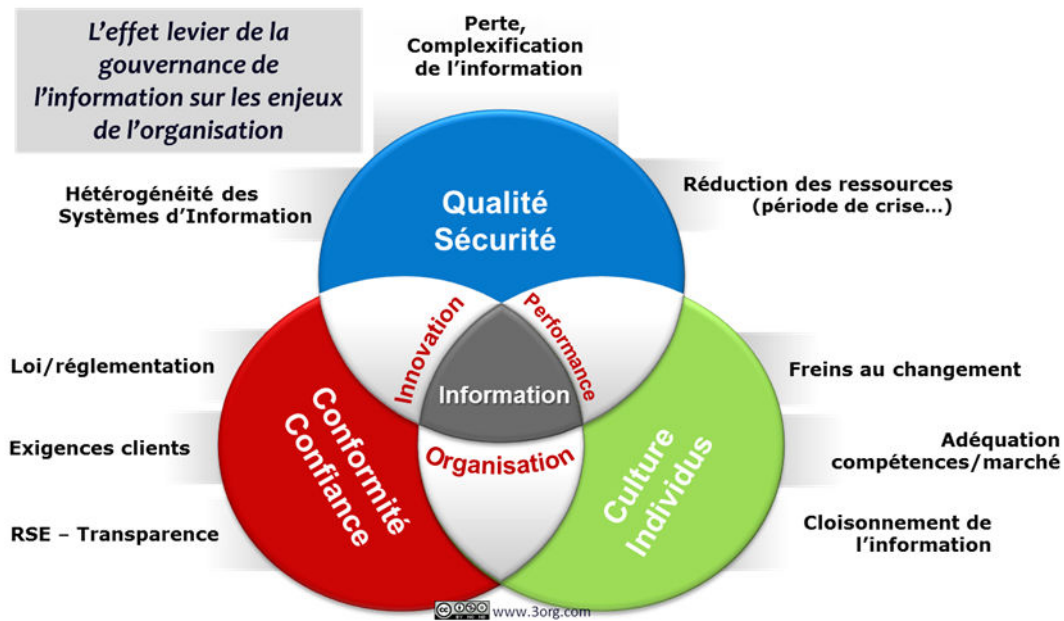 L'effet levier de la
gouvernance de
l'information sur les enjeux
de l'organisation
Perte,
Complexification
de l'information
Hétérogénéité des
Systèmes d'Information
Réduction des ressources
(période de crise...)
Qualité
Sécurité
Innovation
Performance
Information
Organisation
Loi/réglementation
Exigences clients
RSE – Transparence
Conformité
Confiance
Culture
Individus
Freins au changement
Adéquation
compétences/marché
Cloisonnement de
l'information
www.3org.com